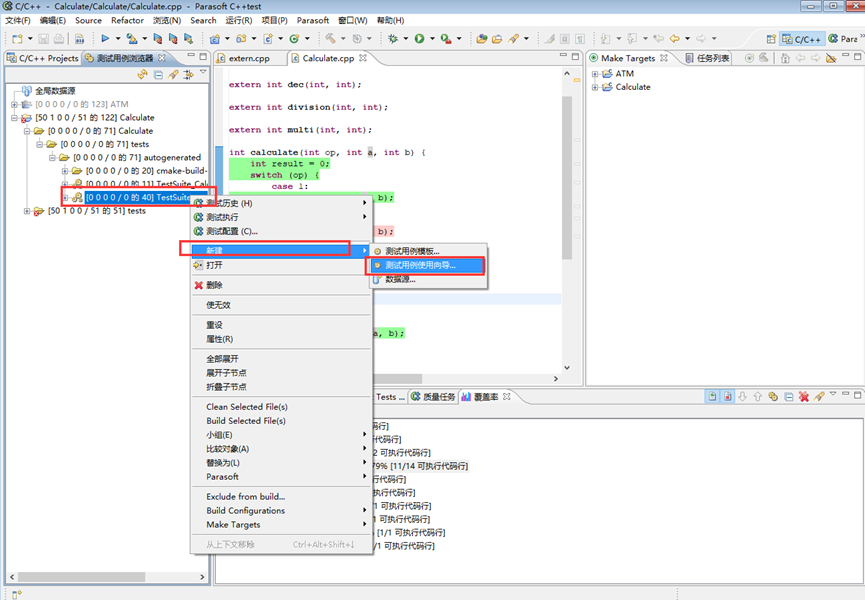 C/C++ - Calculate/Calculate/Calculate.cpp - Parasoft C++test
文件(F) 编辑(E) Source Refactor 浏览(N) Search 运行(R) 项目(P) Parasoft 窗口(W) 帮助(H)
C/C++ Para
C/C++ Projects 测试用例浏览器
全局数据源
[0 0 0 0 / 0 的 123] ATM
[50 1 0 0 / 51 的 122] Calculate
[0 0 0 0 / 0 的 71] Calculate
[0 0 0 0 / 0 的 71] tests
[0 0 0 0 / 0 的 71] autogenerated
[0 0 0 0 / 0 的 20] cmake-build-
[0 0 0 0 / 0 的 11] TestSuite_Cal
[0 0 0 0 / 0 的 40] TestSuite
[50 1 0 0 / 51 的 51] tests
extern.cpp Calculate.cpp
extern int dec(int, int);
extern int division(int, int);
extern int multi(int, int);
int calculate(int op, int a, int b) {
int result = 0;
switch (op) {
case 1:
b);
b);
a, b);
Make Targets 任务列表
ATM
Calculate
测试历史 (H)
测试执行
测试配置 (C)...
新建
打开
删除
使无效
重设
属性(R)
全部展开
展开子节点
折叠子节点
Clean Selected File(s)
Build Selected File(s)
小组(E)
比较对象(A)
替换为(L)
Parasoft
Exclude from build...
Build Configurations
Make Targets
从上下文移除 Ctrl+Alt+Shift+↓
测试用例模板...
测试用例使用向导...
数据源...
Tests ... 质量任务 覆盖率
码行]
代码行]
79% [11/14 可执行代码行]
代码行]
执行代码行]
/1 可执行代码行]
1 可执行代码行]
[1/1 可执行代码行]
/1 可执行代码行]